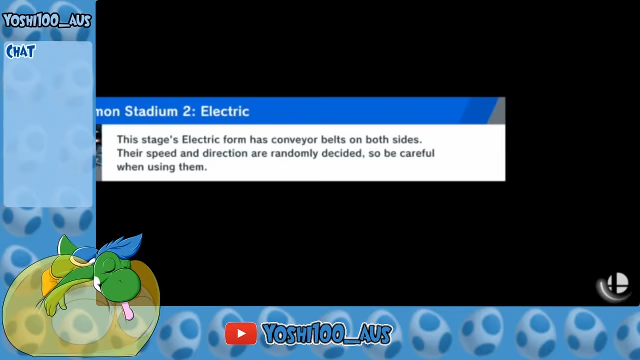 Yoshi100_Aus
Chat
mon Stadium 2: Electric
This stage's Electric form has conveyor belts on both sides.
Their speed and direction are randomly decided, so be careful
when using them.
Yoshi100_Aus